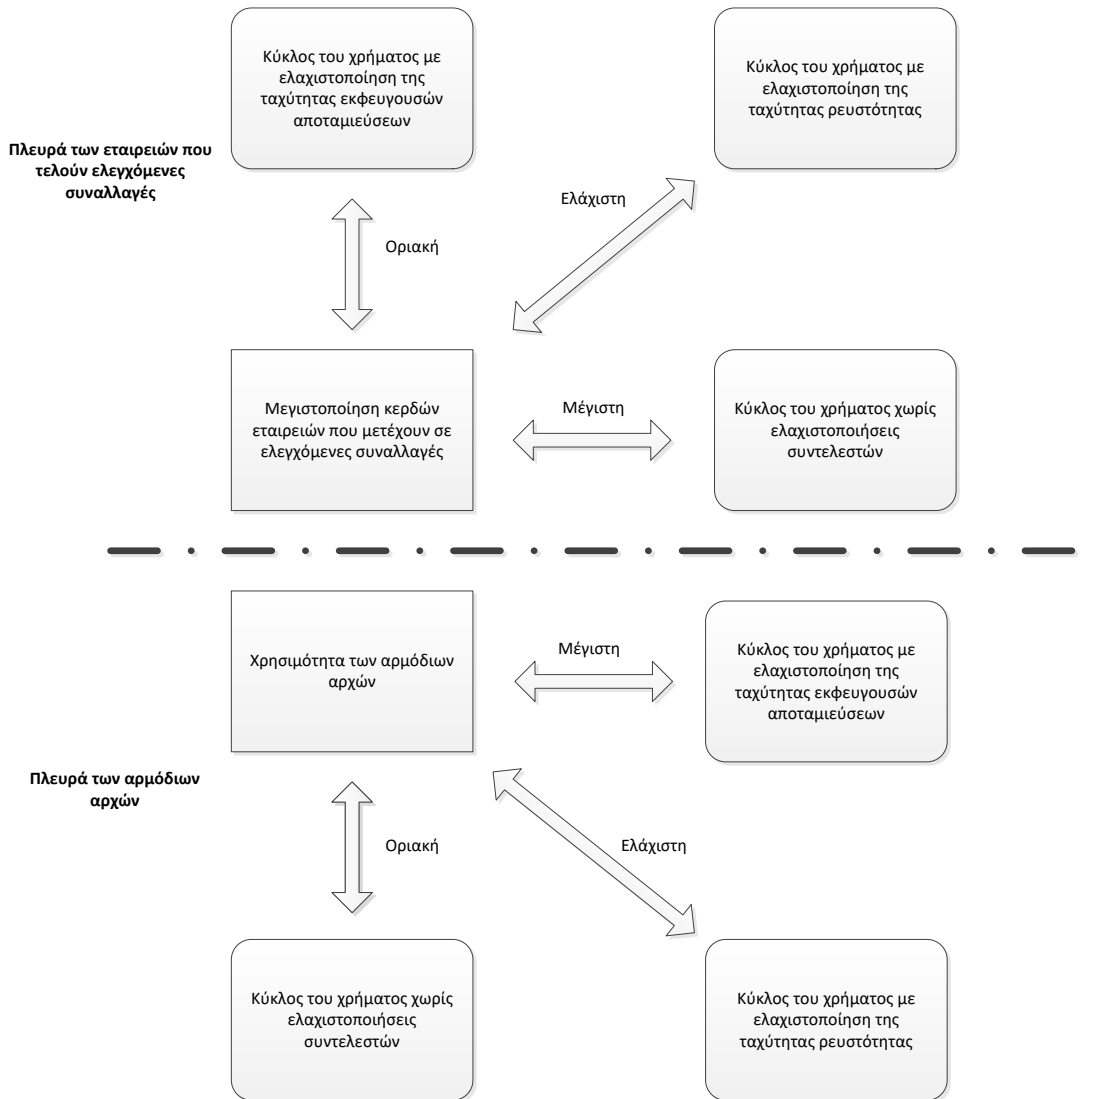 Κύκλος του χρήματος με
ελαχιστοποίηση της
ταχύτητας εκφευγουσών
αποταμιεύσεων
Κύκλος του χρήματος με
ελαχιστοποίηση της
ταχύτητας ρευστότητας
Πλευρά των εταιρειών που
τελούν ελεγχόμενες
συναλλαγές
Ελάχιστη
Οριακή
Μεγιστοποίηση κερδών
εταιρειών που μετέχουν σε
ελεγχόμενες συναλλαγές
Μέγιστη
Κύκλος του χρήματος χωρίς
ελαχιστοποιήσεις
συντελεστών
Χρησιμότητα των αρμόδιων
αρχών
Μέγιστη
Κύκλος του χρήματος με
ελαχιστοποίηση της
ταχύτητας εκφευγουσών
αποταμιεύσεων
Πλευρά των αρμόδιων
αρχών
Οριακή
Ελάχιστη
Κύκλος του χρήματος χωρίς
ελαχιστοποιήσεις
συντελεστών
Κύκλος του χρήματος με
ελαχιστοποίηση της
ταχύτητας ρευστότητας